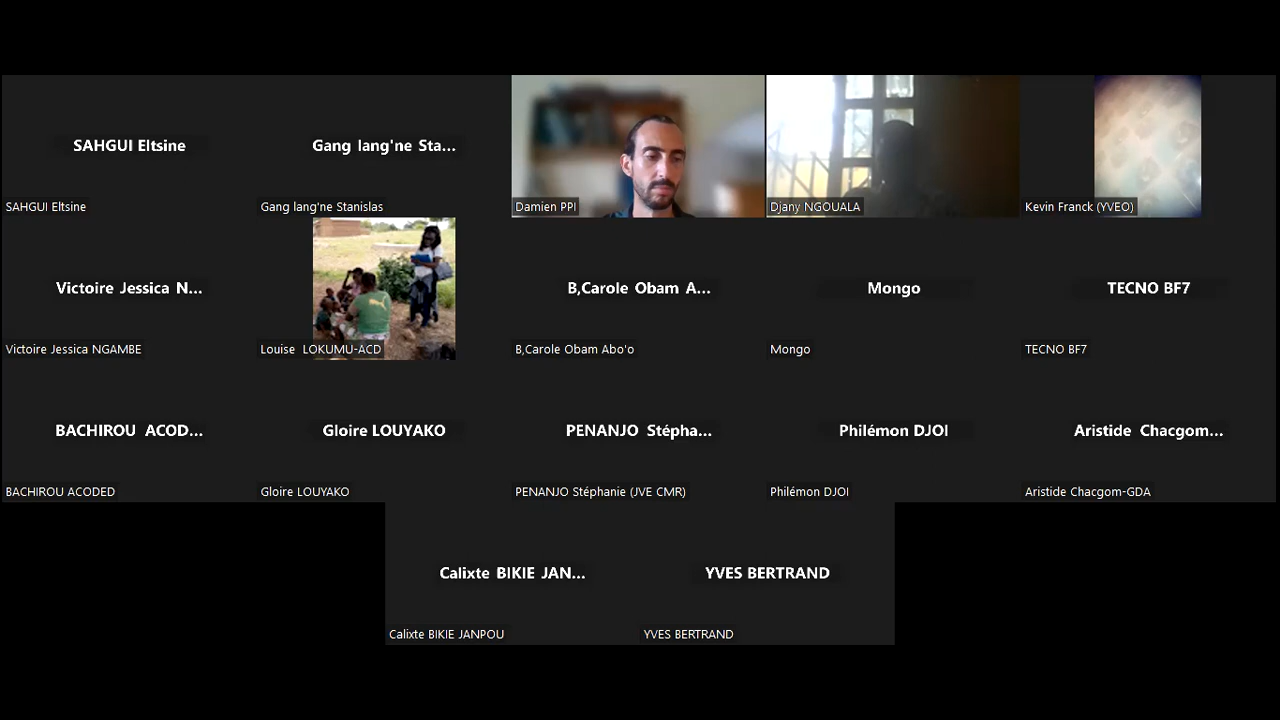 SAHGUI Eltsine
Gang lang'ne Sta...
SAHGUI Eltsine
Gang lang'ne Stanislas
Damien PPI
Djany NGOUALA
Kevin Franck (YVEO)
Victoire Jessica N...
B,Carole Obam A...
Mongo
TECNO BF7
Victoire Jessica NGAMBE
Louise LOKUMU-ACD
B,Carole Obam Abo'o
Mongo
TECNO BF7
BACHIROU ACOD...
Gloire LOUYAKO
PENANJO Stépha...
Philémon DJOI
Aristide Chacgom...
BACHIROU ACODED
Gloire LOUYAKO
PENANJO Stéphanie (JVE CMR)
Philémon DJOI
Aristide Chacgom-GDA
Calixte BIKIE JAN...
YVES BERTRAND
Calixte BIKIE JANPOU
YVES BERTRAND